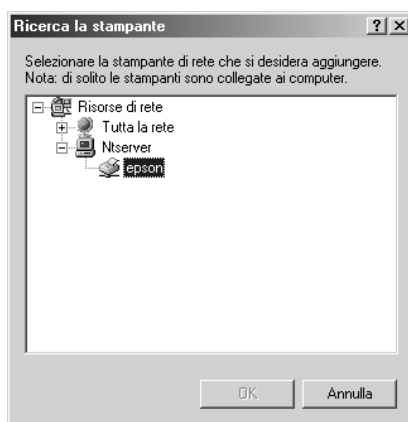 Ricerca la stampante
Selezionare la stampante di rete che si desidera aggiungere.
Nota: di solito le stampanti sono collegate ai computer.
Risorse di rete
Tutta la rete
Ntserver
epson
OK
Annulla